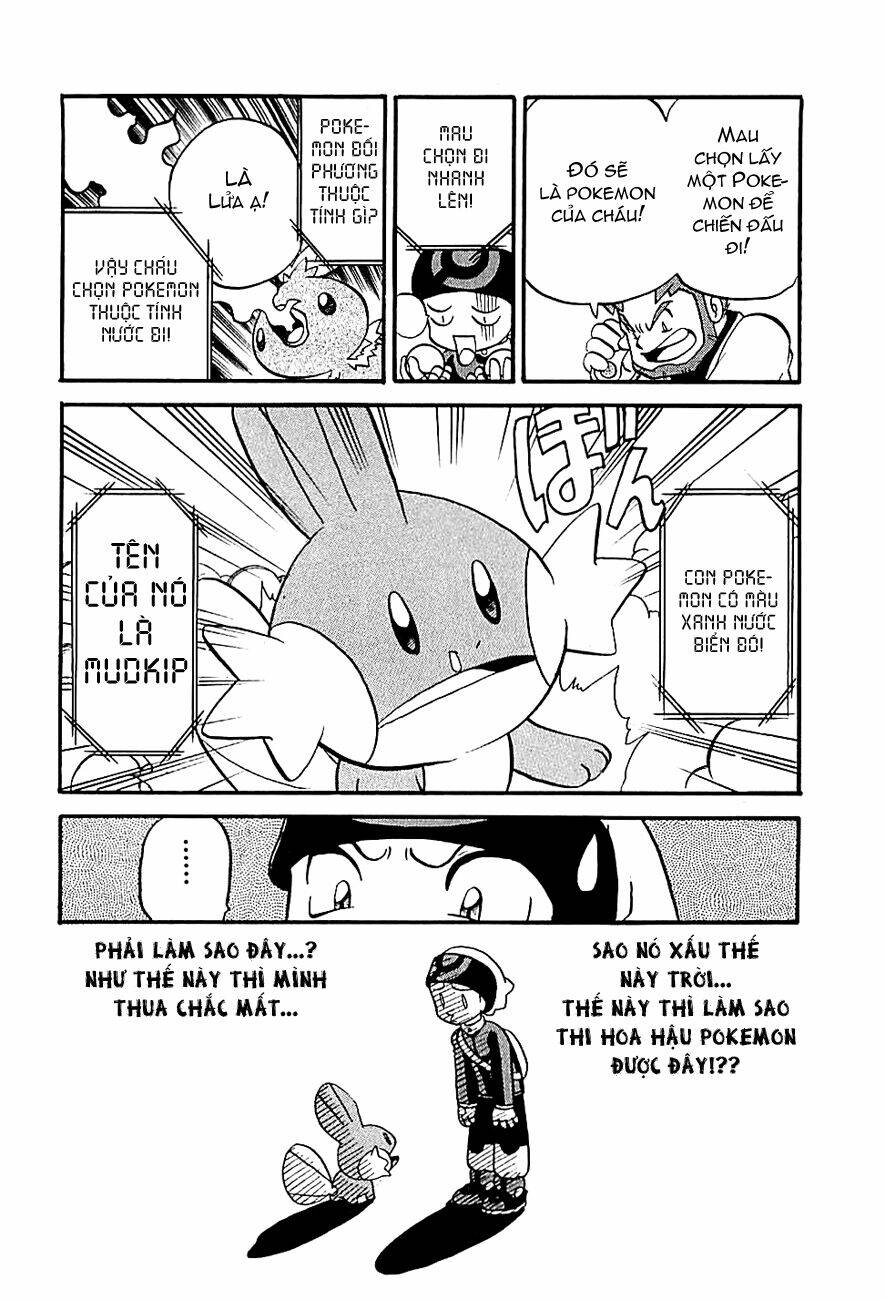 MAU
CHỌN LẤY
MỘT POKE-
MON ĐỂ
CHIẾN ĐẤU
ĐI!
ĐÓ SẼ
LÀ POKEMON
CỦA CHÁU!
MAU
CHỌN ĐI
NHANH
LÊN!
POKE-
MON ĐỐI
PHƯƠNG
THUỘC
TÍNH GÌ?
LÀ
LỬA Ạ!
VẬY CHÁU
CHỌN POKEMON
THUỘC TÍNH
NƯỚC ĐI!
ぼんっ
CON POKE-
MON CÓ MÀU
XANH NƯỚC
BIỂN ĐÓ!
TÊN
CỦA NÓ
LÀ
MUDKIP
......
SAO NÓ XẤU THẾ
NÀY TRỜI...
THẾ NÀY THÌ LÀM SAO
THI HOA HẬU POKEMON
ĐƯỢC ĐÂY!??
PHẢI LÀM SAO ĐÂY...?
NHƯ THẾ NÀY THÌ MÌNH
THUA CHẮC MẤT...